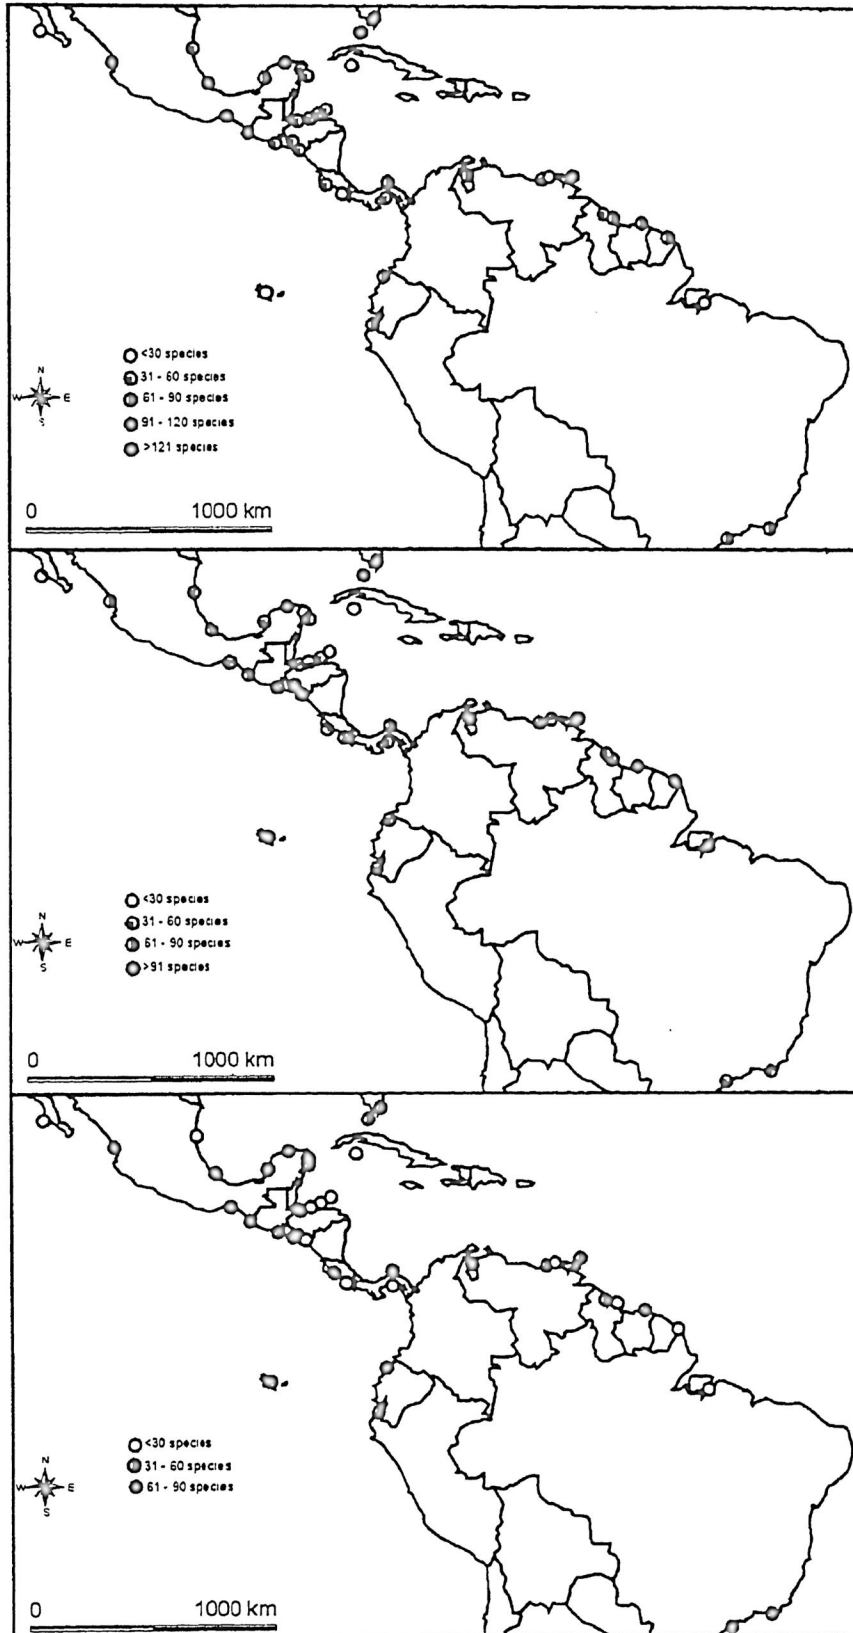 <30 species
31 - 60 species
61 - 90 species
91 - 120 species
>121 species
N
W E
S
0 1000 km
<30 species
31 - 60 species
61 - 90 species
>91 species
N
W E
S
0 1000 km
<30 species
31 - 60 species
61 - 90 species
N
W E
S
0 1000 km